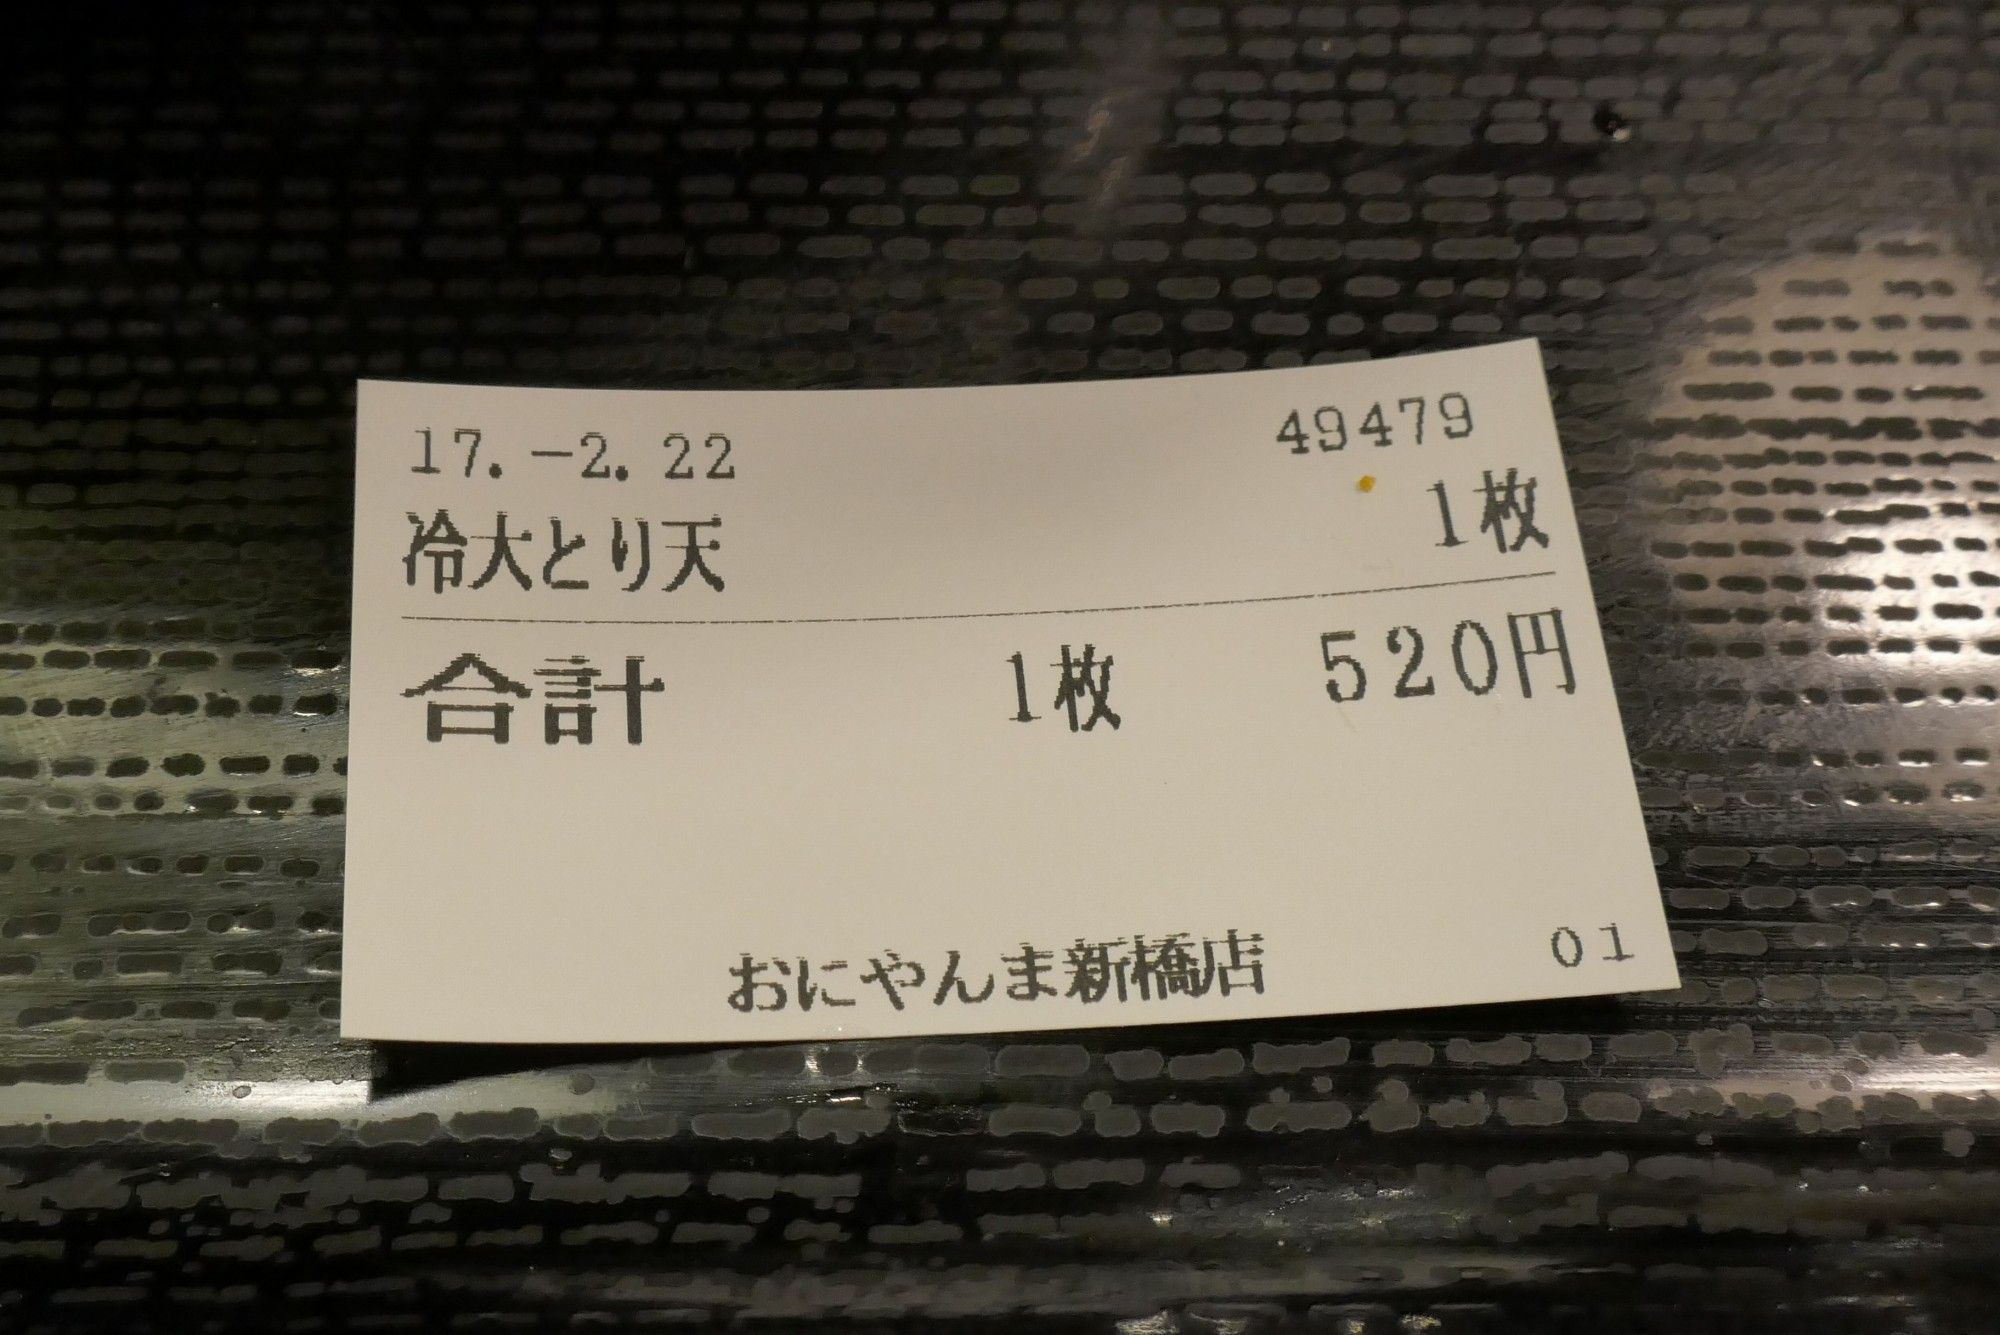 17.-2.22 49479
冷大とり天 1枚
合計 1枚 520円
おにやんま新橋店 01